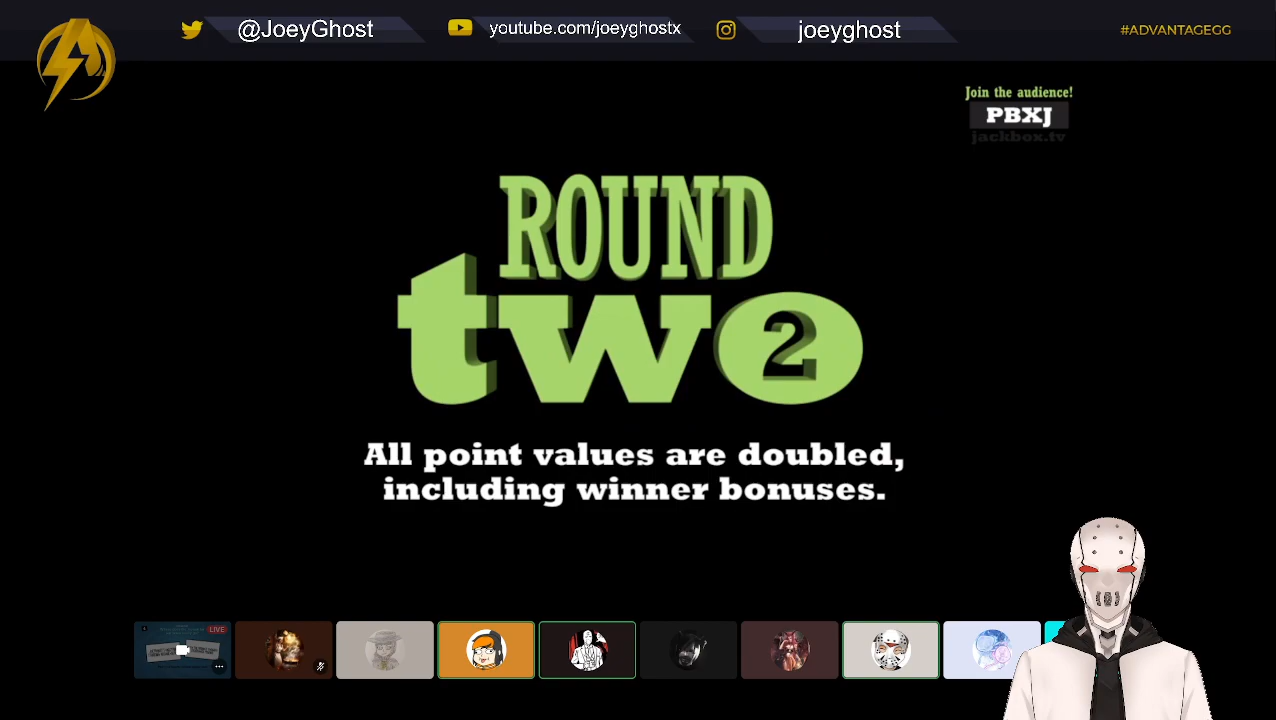 @JoeyGhost
youtube.com/joeyghostx
joeyghost
#ADVANTAGEGG
Join the audience!
PBXJ
jackbox.tv
ROUND
two 2
All point values are doubled,
including winner bonuses.
LIVE